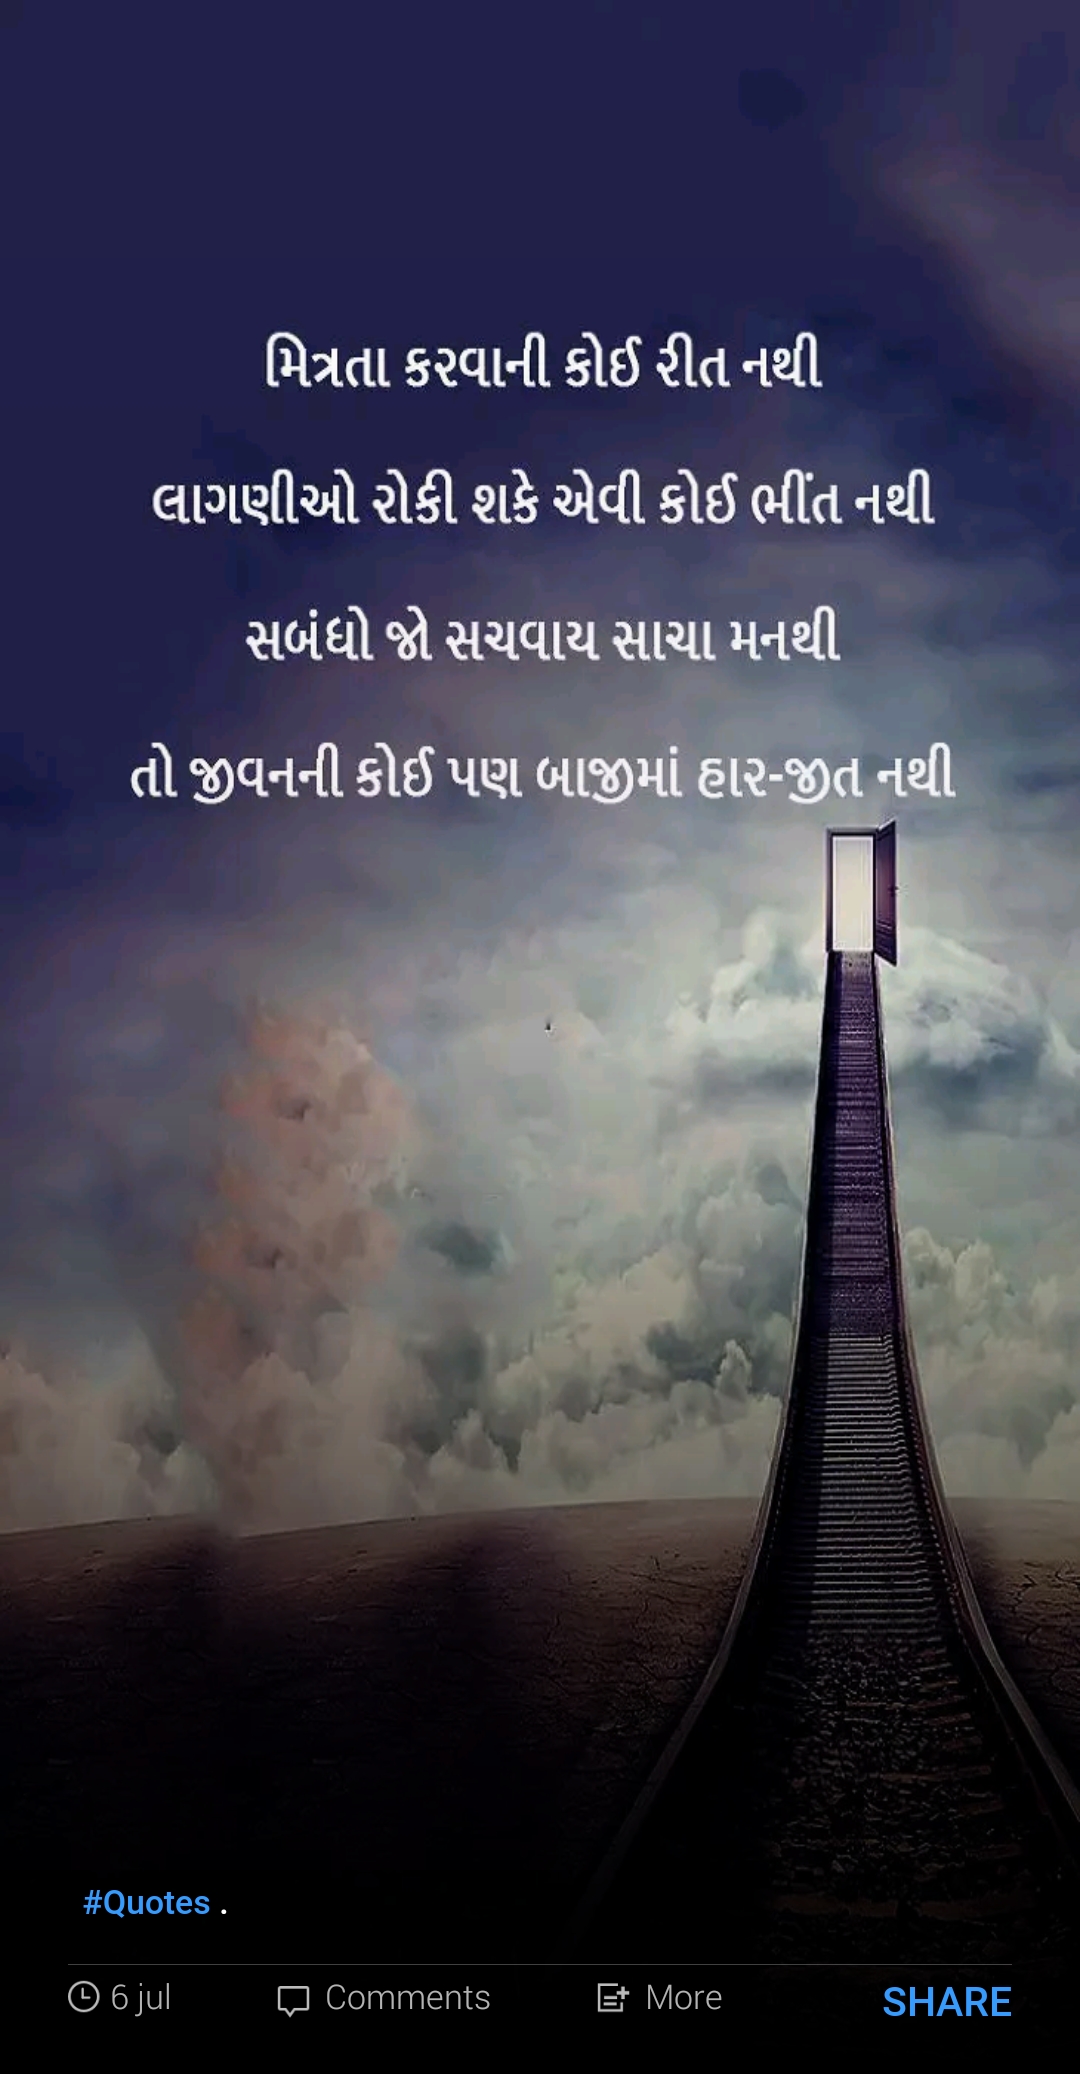 મિત્રતા કરવાની કોઈ રીત નથી
લાગણીઓ રોકી શકે એવી કોઈ ભીંત નથી
સબંધો જો સચવાય સાચા મનથી
તો જીવનની કોઈ પણ બાજીમાં હાર-જીત નથી
#Quotes .
6 jul Comments More SHARE